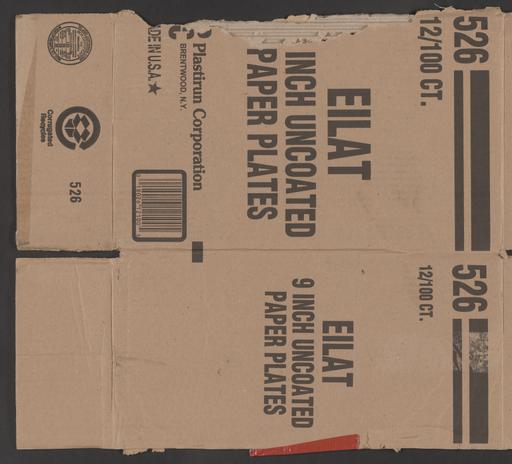 526
12/100 CT.
EILAT
INCH UNCOATED
PAPER PLATES
Plastirun Corporation
BRENTWOOD, N.Y.
DE IN U.S.A.
Corrugated
Recycles
526
526
12/100 CT.
EILAT
9 INCH UNCOATED
PAPER PLATES